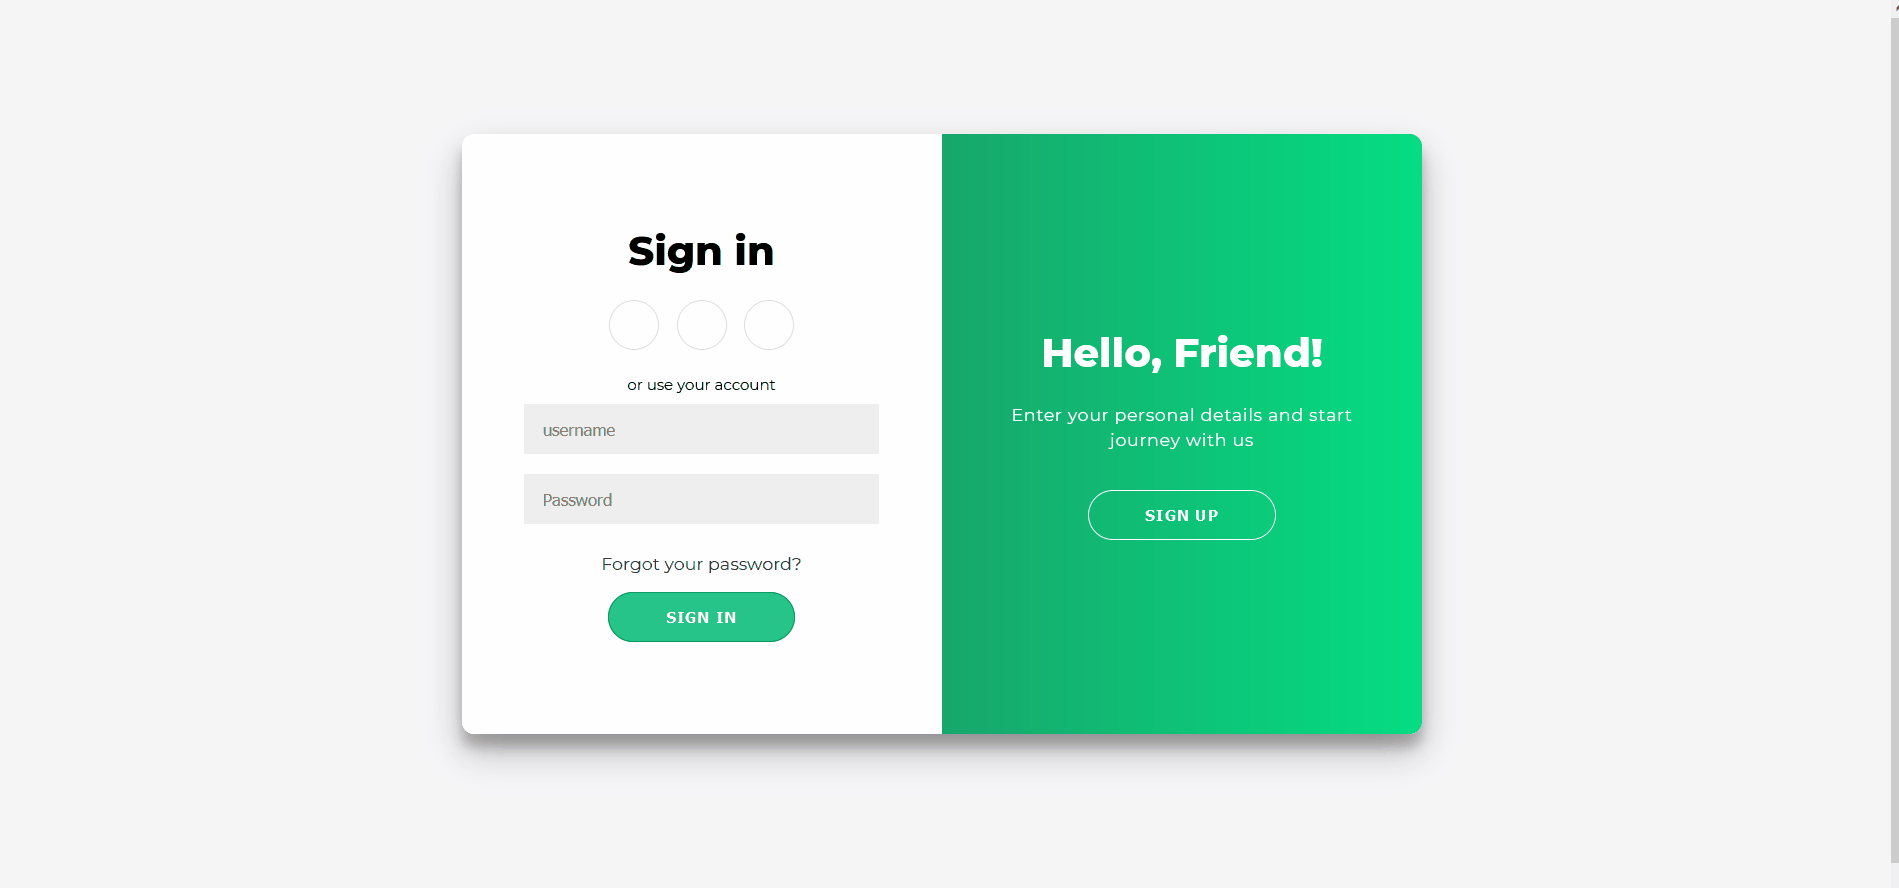 Sign in
or use your account
username
Password
Forgot your password?
SIGN IN
Hello, Friend!
Enter your personal details and start
journey with us
SIGN UP